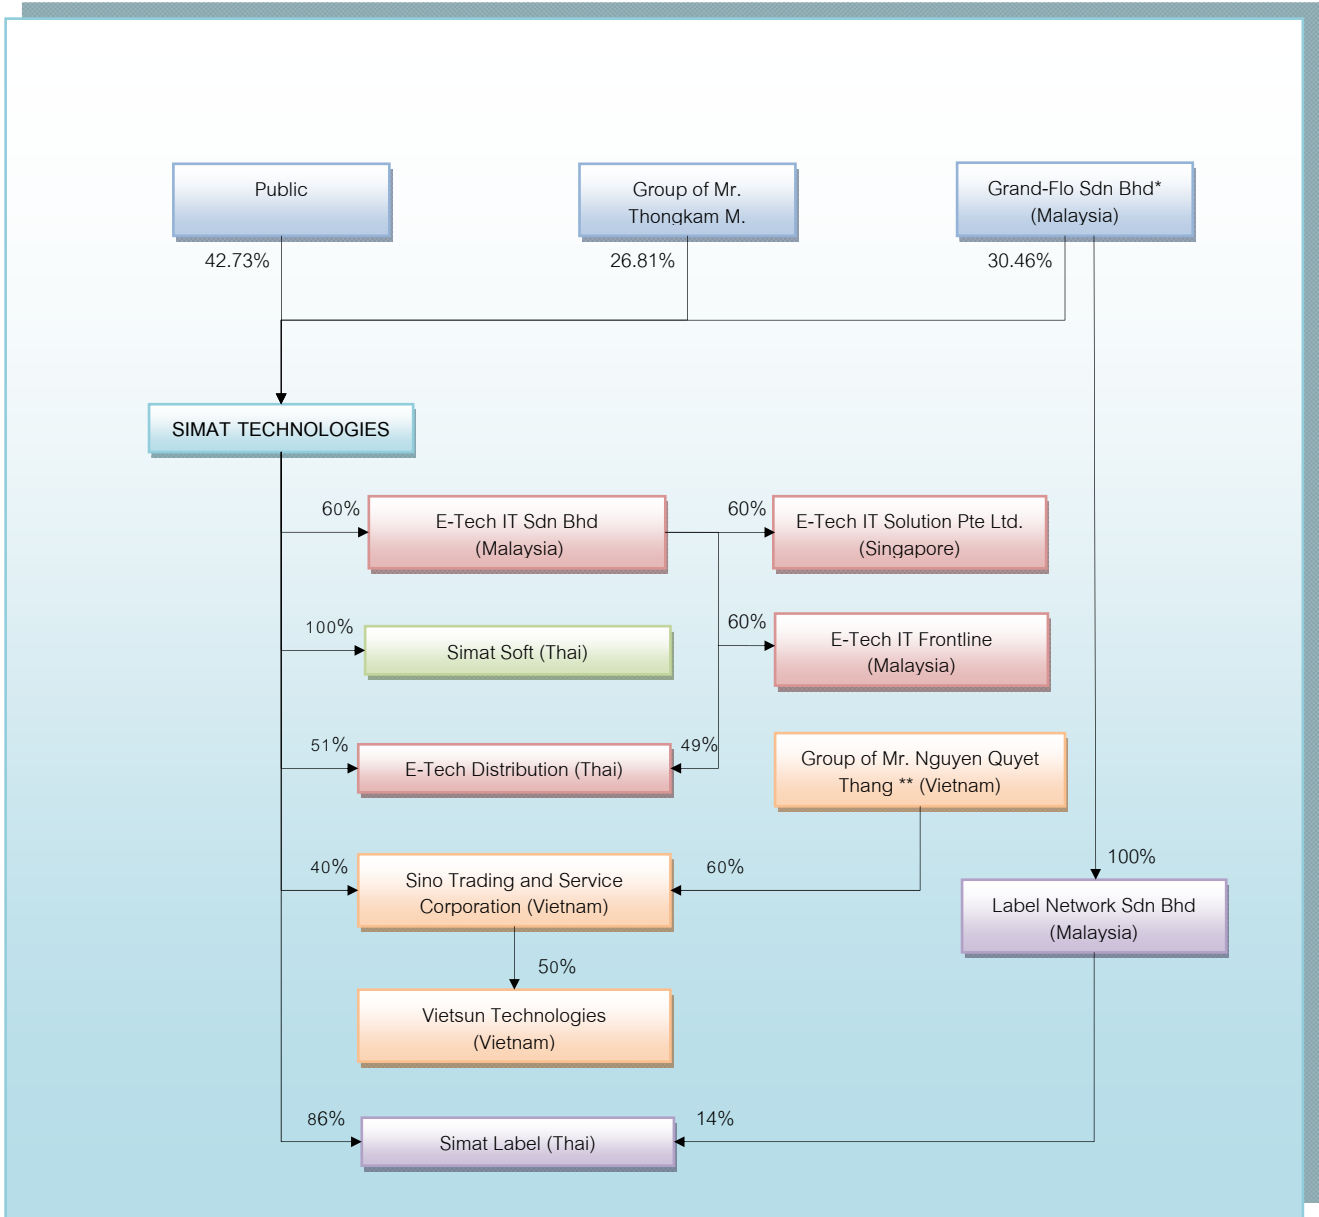 Public
Group of Mr.
Thongkam M.
Grand-Flo Sdn Bhd*
(Malaysia)
42.73%
26.81%
30.46%
SIMAT TECHNOLOGIES
60%
E-Tech IT Sdn Bhd
(Malaysia)
60%
E-Tech IT Solution Pte Ltd.
(Singapore)
100%
Simat Soft (Thai)
60%
E-Tech IT Frontline
(Malaysia)
51%
E-Tech Distribution (Thai)
49%
Group of Mr. Nguyen Quyet
Thang ** (Vietnam)
40%
Sino Trading and Service
Corporation (Vietnam)
60%
100%
Label Network Sdn Bhd
(Malaysia)
50%
Vietsun Technologies
(Vietnam)
86%
Simat Label (Thai)
14%